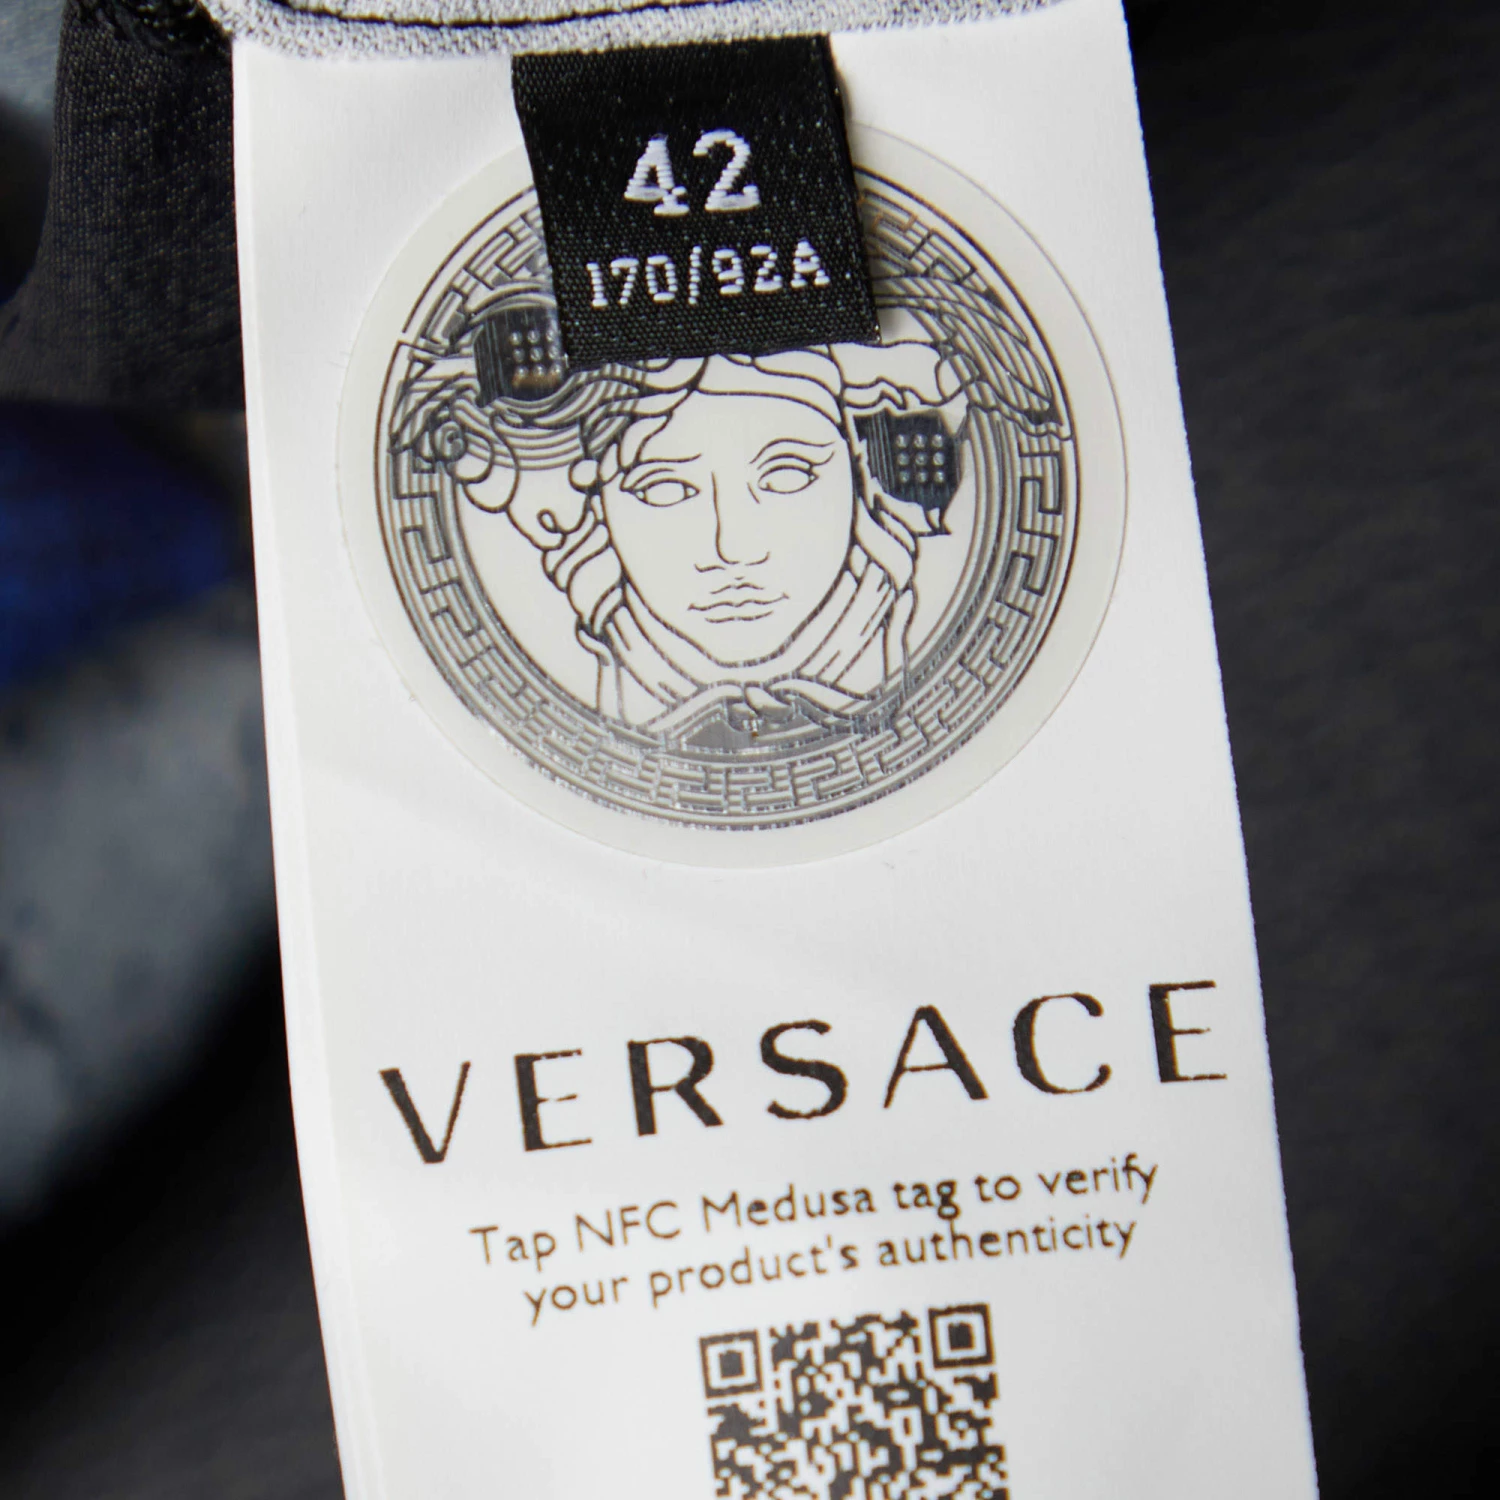 42
170/92A
VERSACE
Tap NFC Medusa tag to verify
your product's authenticity